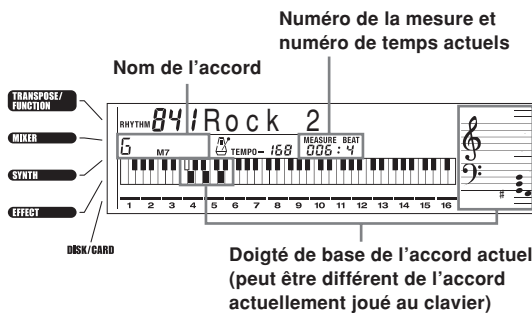 Numéro de la mesure et
numéro de temps actuels
Nom de l'accord
TRANSPOSE/
FUNCTION
RHYTHM 841 Rock 2
MIXER
G M7 TEMPO- 168 MEASURE BEAT 006 : 4
SYNTH
EFFECT
1 2 3 4 5 6 7 8 9 10 11 12 13 14 15 16
DISK/CARD
Doigté de base de l'accord actuel
(peut être différent de l'accord
actuellement joué au clavier)